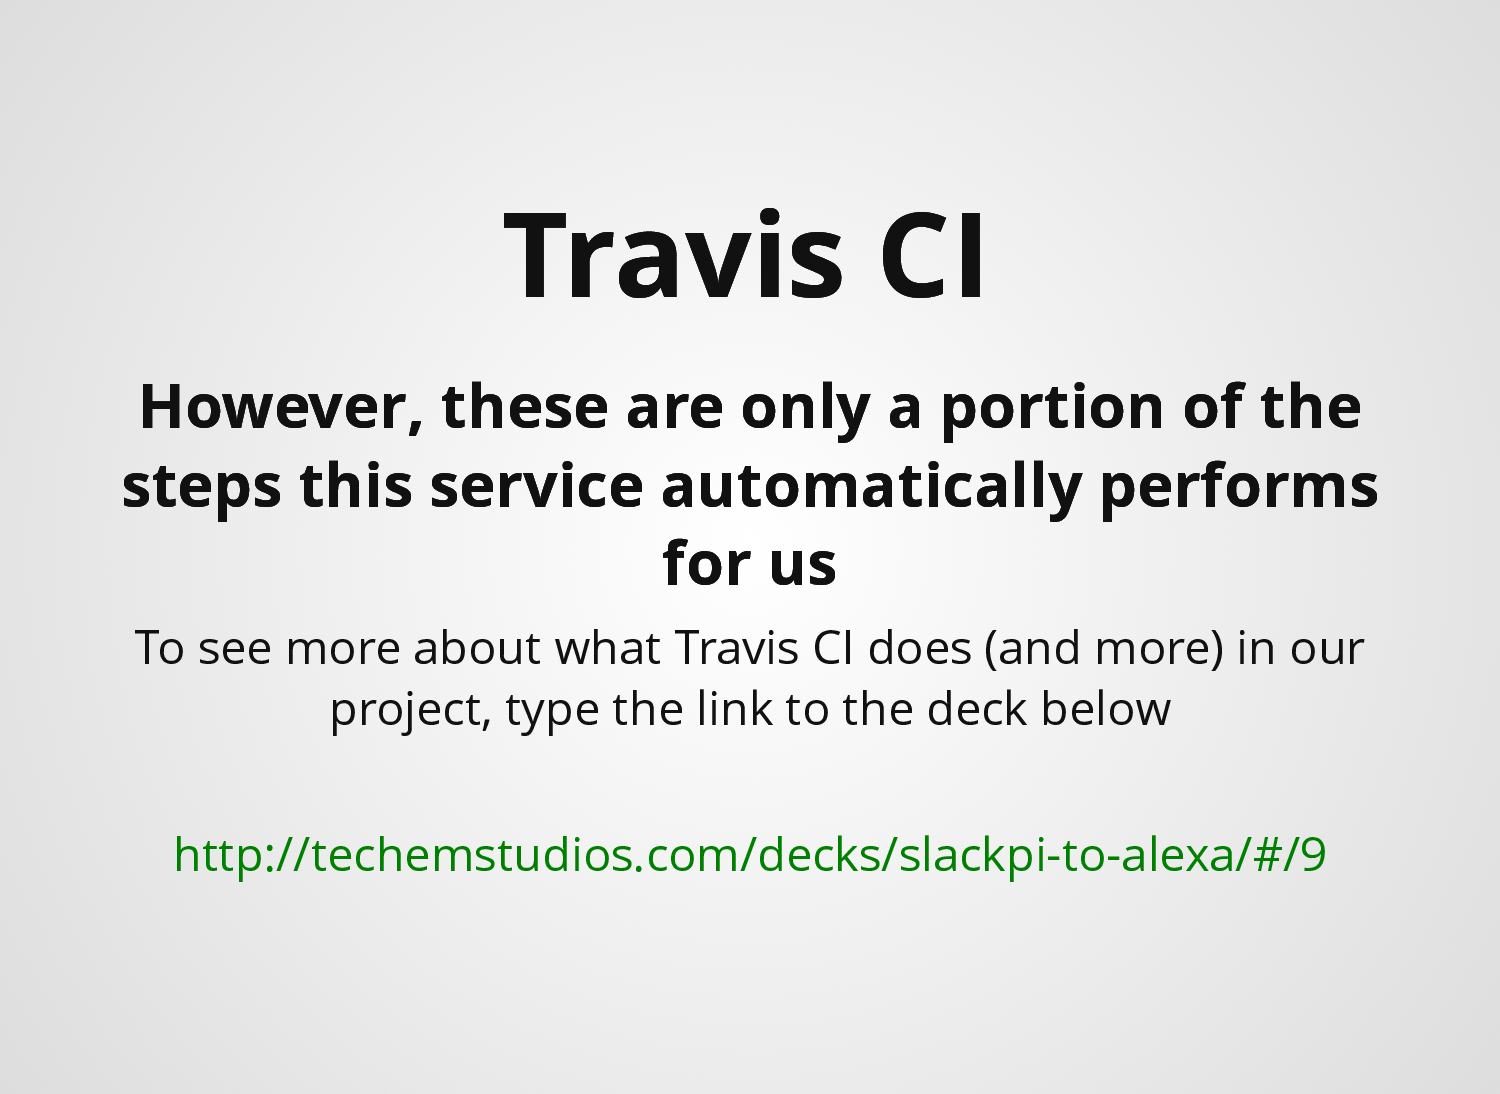 Travis CI
However, these are only a portion of the
steps this service automatically performs
for us
To see more about what Travis CI does (and more) in our
project, type the link to the deck below
http://techemstudios.com/decks/slackpi-to-alexa/#/9